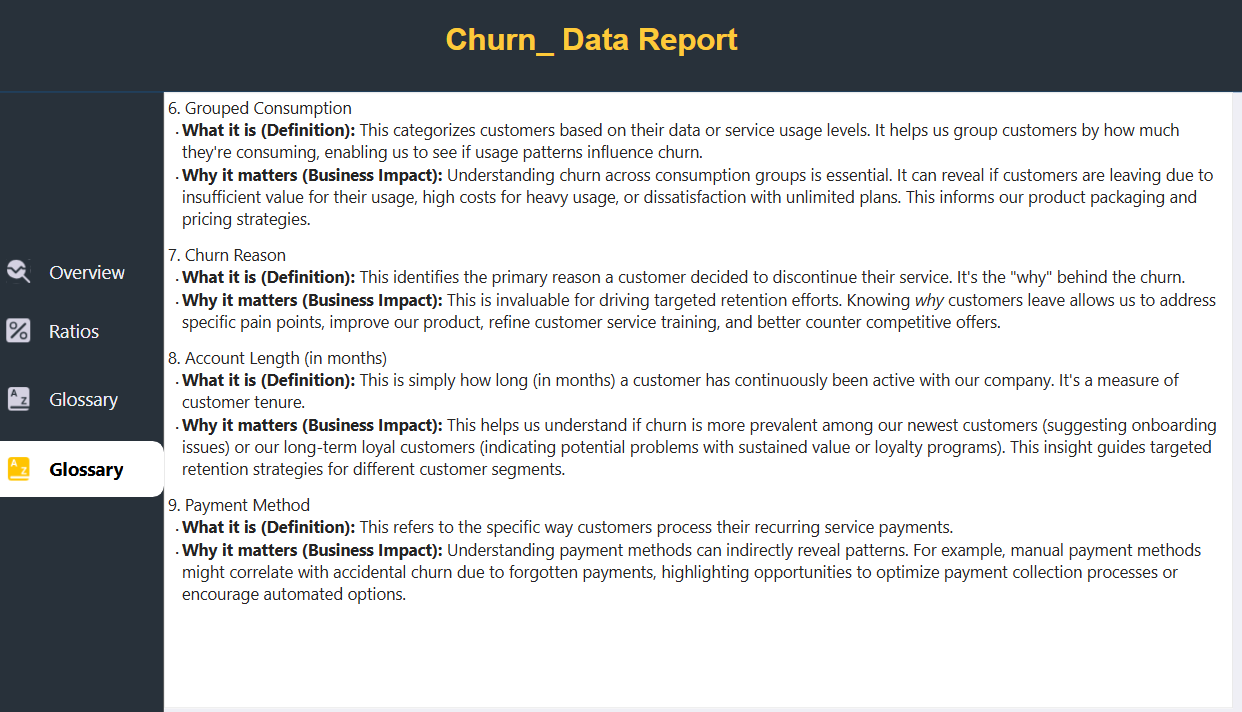 Churn_ Data Report
Overview
Ratios
Glossary
Glossary
6. Grouped Consumption
· What it is (Definition): This categorizes customers based on their data or service usage levels. It helps us group customers by how much
they're consuming, enabling us to see if usage patterns influence churn.
· Why it matters (Business Impact): Understanding churn across consumption groups is essential. It can reveal if customers are leaving due to
insufficient value for their usage, high costs for heavy usage, or dissatisfaction with unlimited plans. This informs our product packaging and
pricing strategies.
7. Churn Reason
· What it is (Definition): This identifies the primary reason a customer decided to discontinue their service. It's the "why" behind the churn.
· Why it matters (Business Impact): This is invaluable for driving targeted retention efforts. Knowing why customers leave allows us to address
specific pain points, improve our product, refine customer service training, and better counter competitive offers.
8. Account Length (in months)
· What it is (Definition): This is simply how long (in months) a customer has continuously been active with our company. It's a measure of
customer tenure.
· Why it matters (Business Impact): This helps us understand if churn is more prevalent among our newest customers (suggesting onboarding
issues) or our long-term loyal customers (indicating potential problems with sustained value or loyalty programs). This insight guides targeted
retention strategies for different customer segments.
9. Payment Method
· What it is (Definition): This refers to the specific way customers process their recurring service payments.
· Why it matters (Business Impact): Understanding payment methods can indirectly reveal patterns. For example, manual payment methods
might correlate with accidental churn due to forgotten payments, highlighting opportunities to optimize payment collection processes or
encourage automated options.